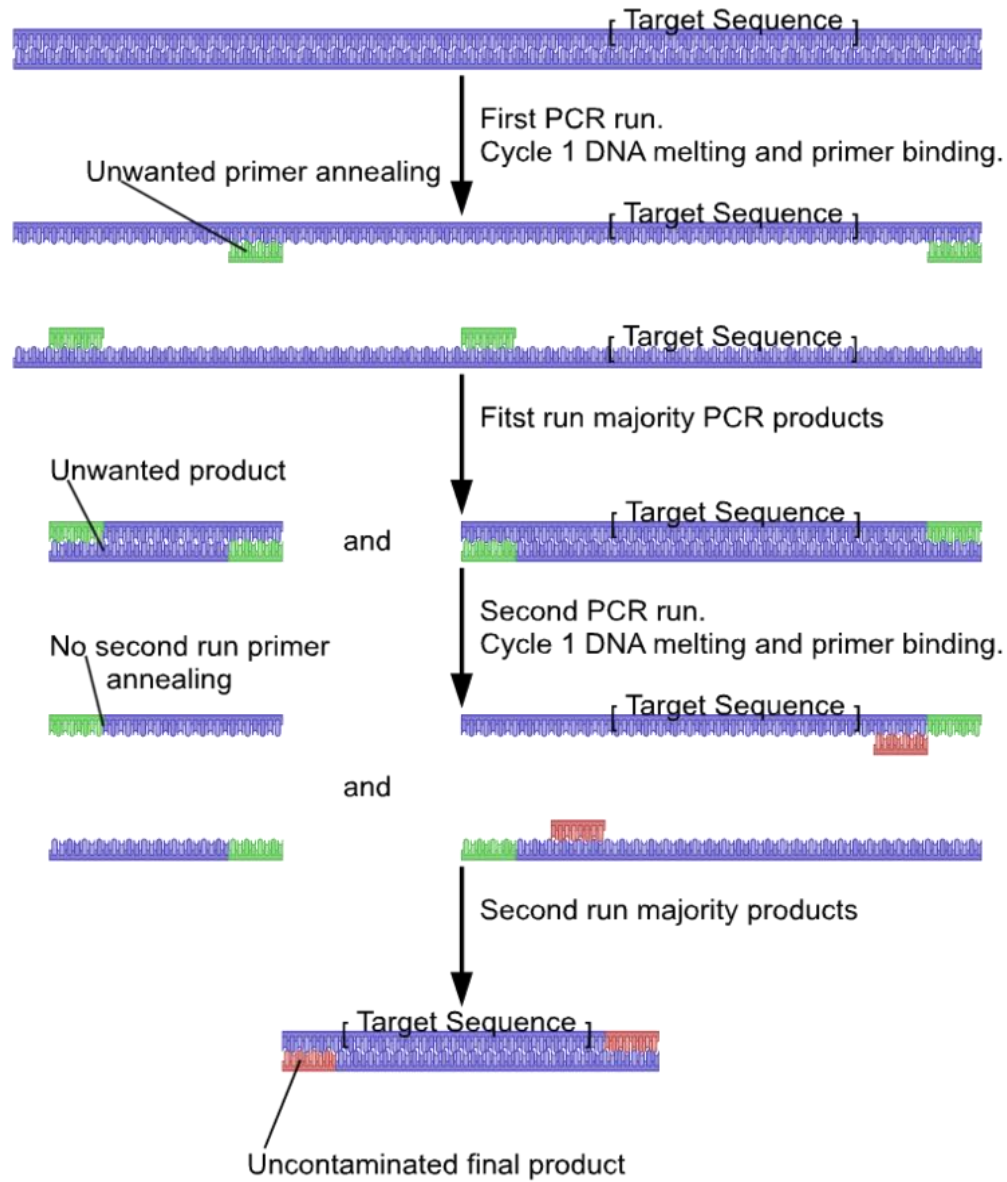 [ Target Sequence ]
First PCR run.
Cycle 1 DNA melting and primer binding.
Unwanted primer annealing
[ Target Sequence ]
[ Target Sequence ]
Fitst run majority PCR products
Unwanted product
[ Target Sequence ]
and
Second PCR run.
Cycle 1 DNA melting and primer binding.
No second run primer
annealing
[ Target Sequence ]
and
Second run majority products
[ Target Sequence ]
Uncontaminated final product